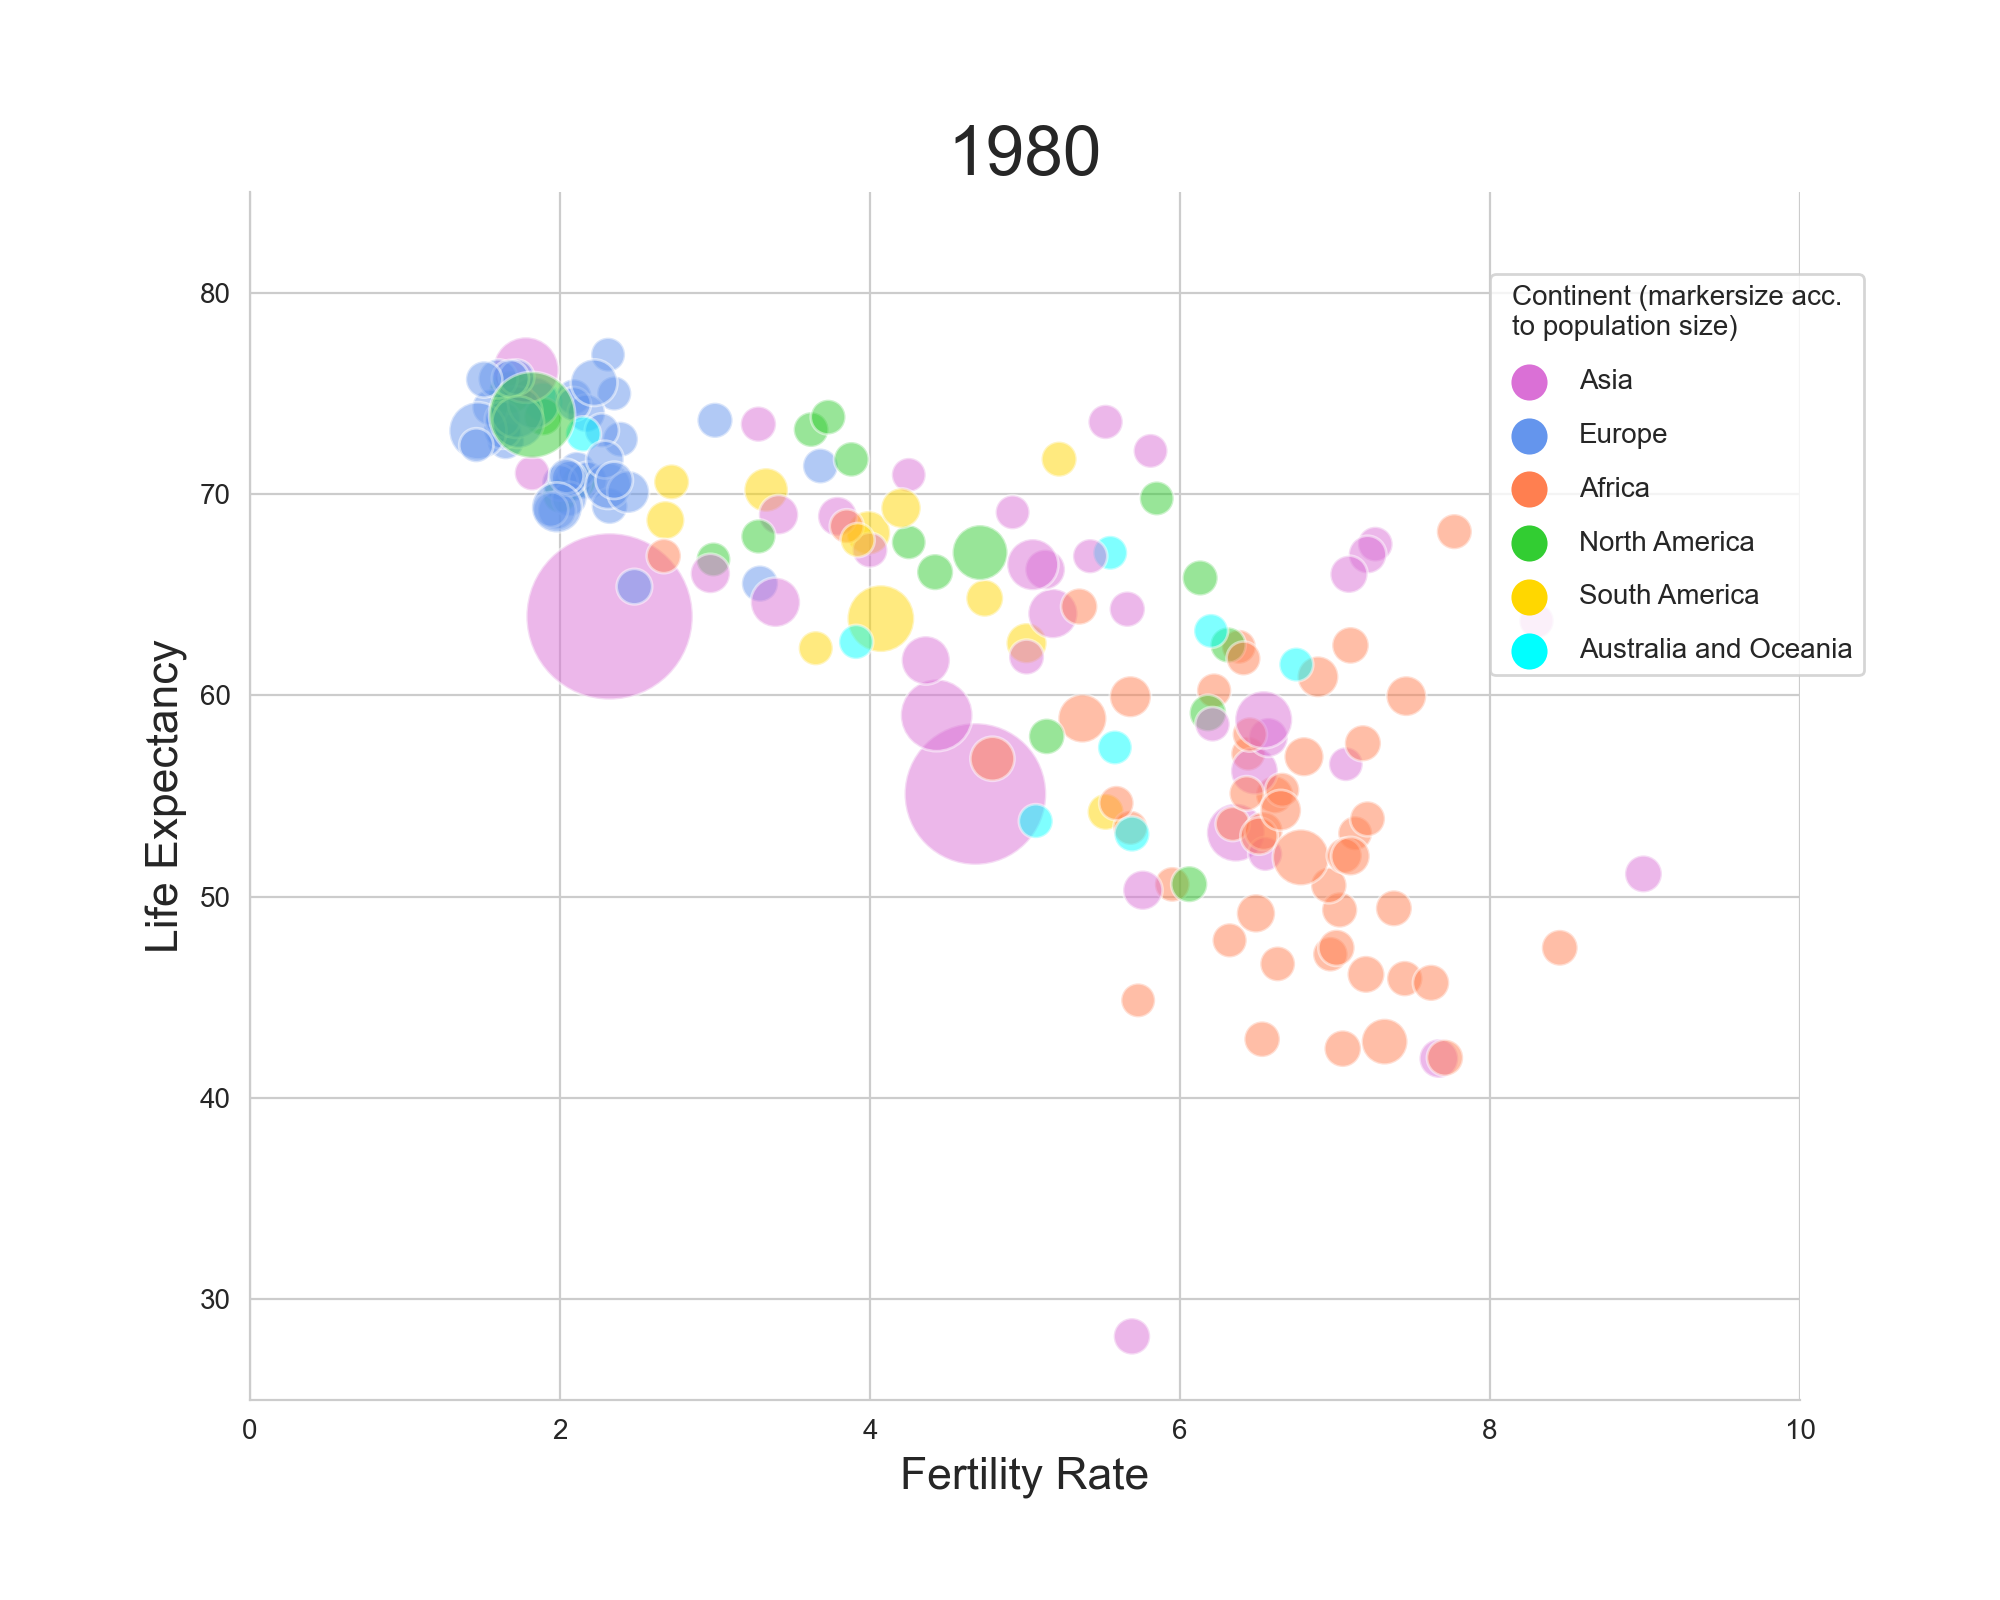 1980
Continent (markersize acc.
to population size)
Asia
Europe
Africa
North America
South America
Australia and Oceania
Life Expectancy
80
70
60
50
40
30
0 2 4 6 8 10
Fertility Rate